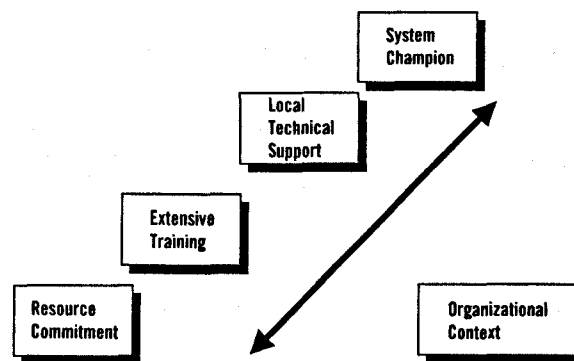 System
Champion
Local
Technical
Support
Extensive
Training
Resource
Commitment
Organizational
Context